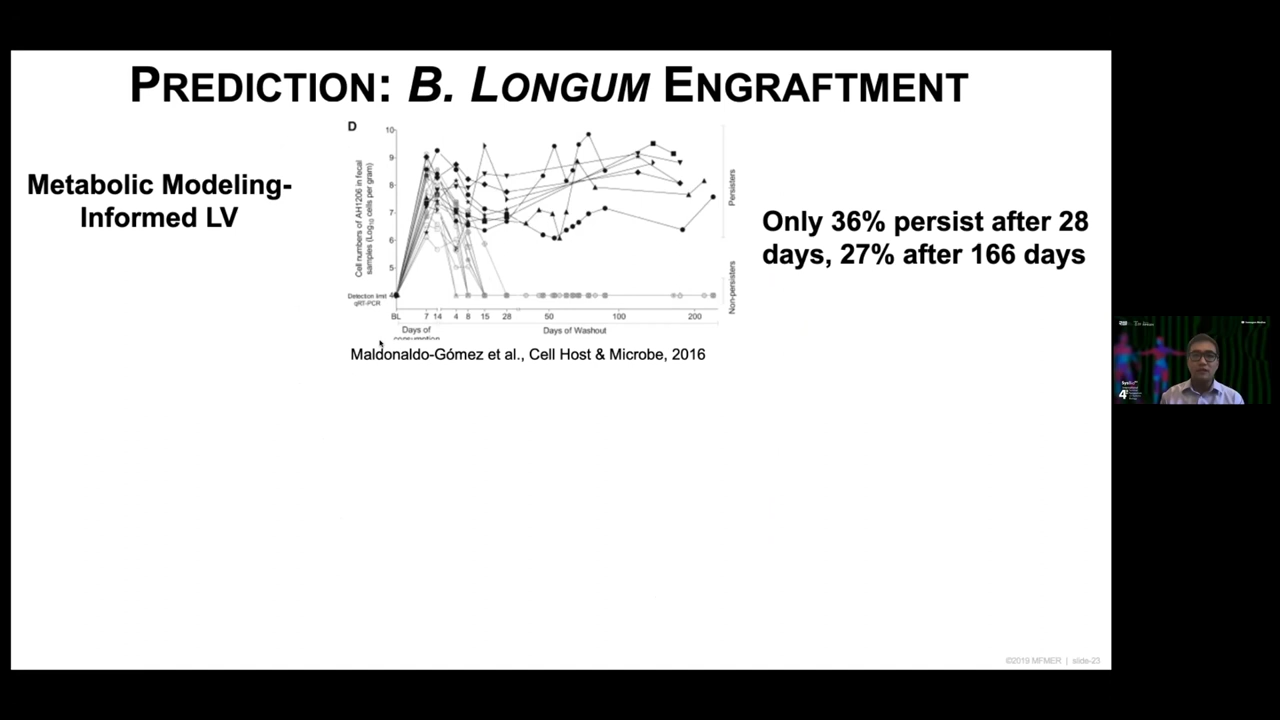 PREDICTION: B. LONGUM ENGRAFTMENT
Metabolic Modeling-
Informed LV
D
Cell numbers of AH1206 in fecal
samples (Log10 cells per gram)
10
9
8
7
6
5
4
Detection limit
qRT-PCR
BL 7 14 4 8 15 28 50 100 200
Days of
consumption
Days of Washout
Persisters
Non-persisters
Maldonaldo-Gómez et al., Cell Host & Microbe, 2016
Only 36% persist after 28
days, 27% after 166 days
©2019 MFMER | slide-23